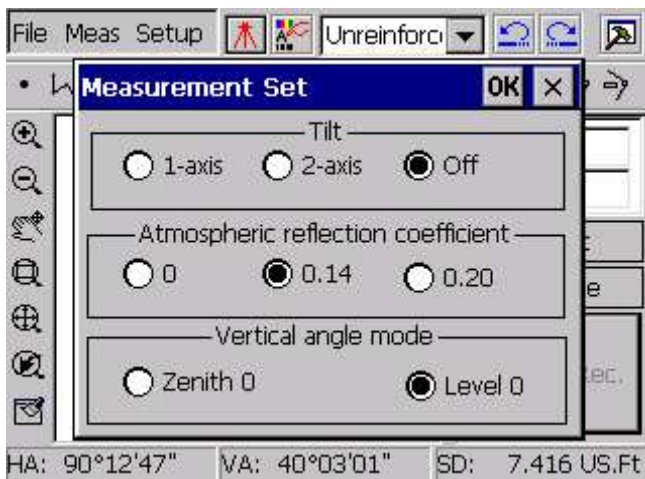 File Meas Setup Unreinforc
Measurement Set OK
Tilt
1-axis 2-axis Off
Atmospheric reflection coefficient
0 0.14 0.20
Vertical angle mode
Zenith 0 Level 0
HA: 90°12'47" VA: 40°03'01" SD: 7.416 US.Ft